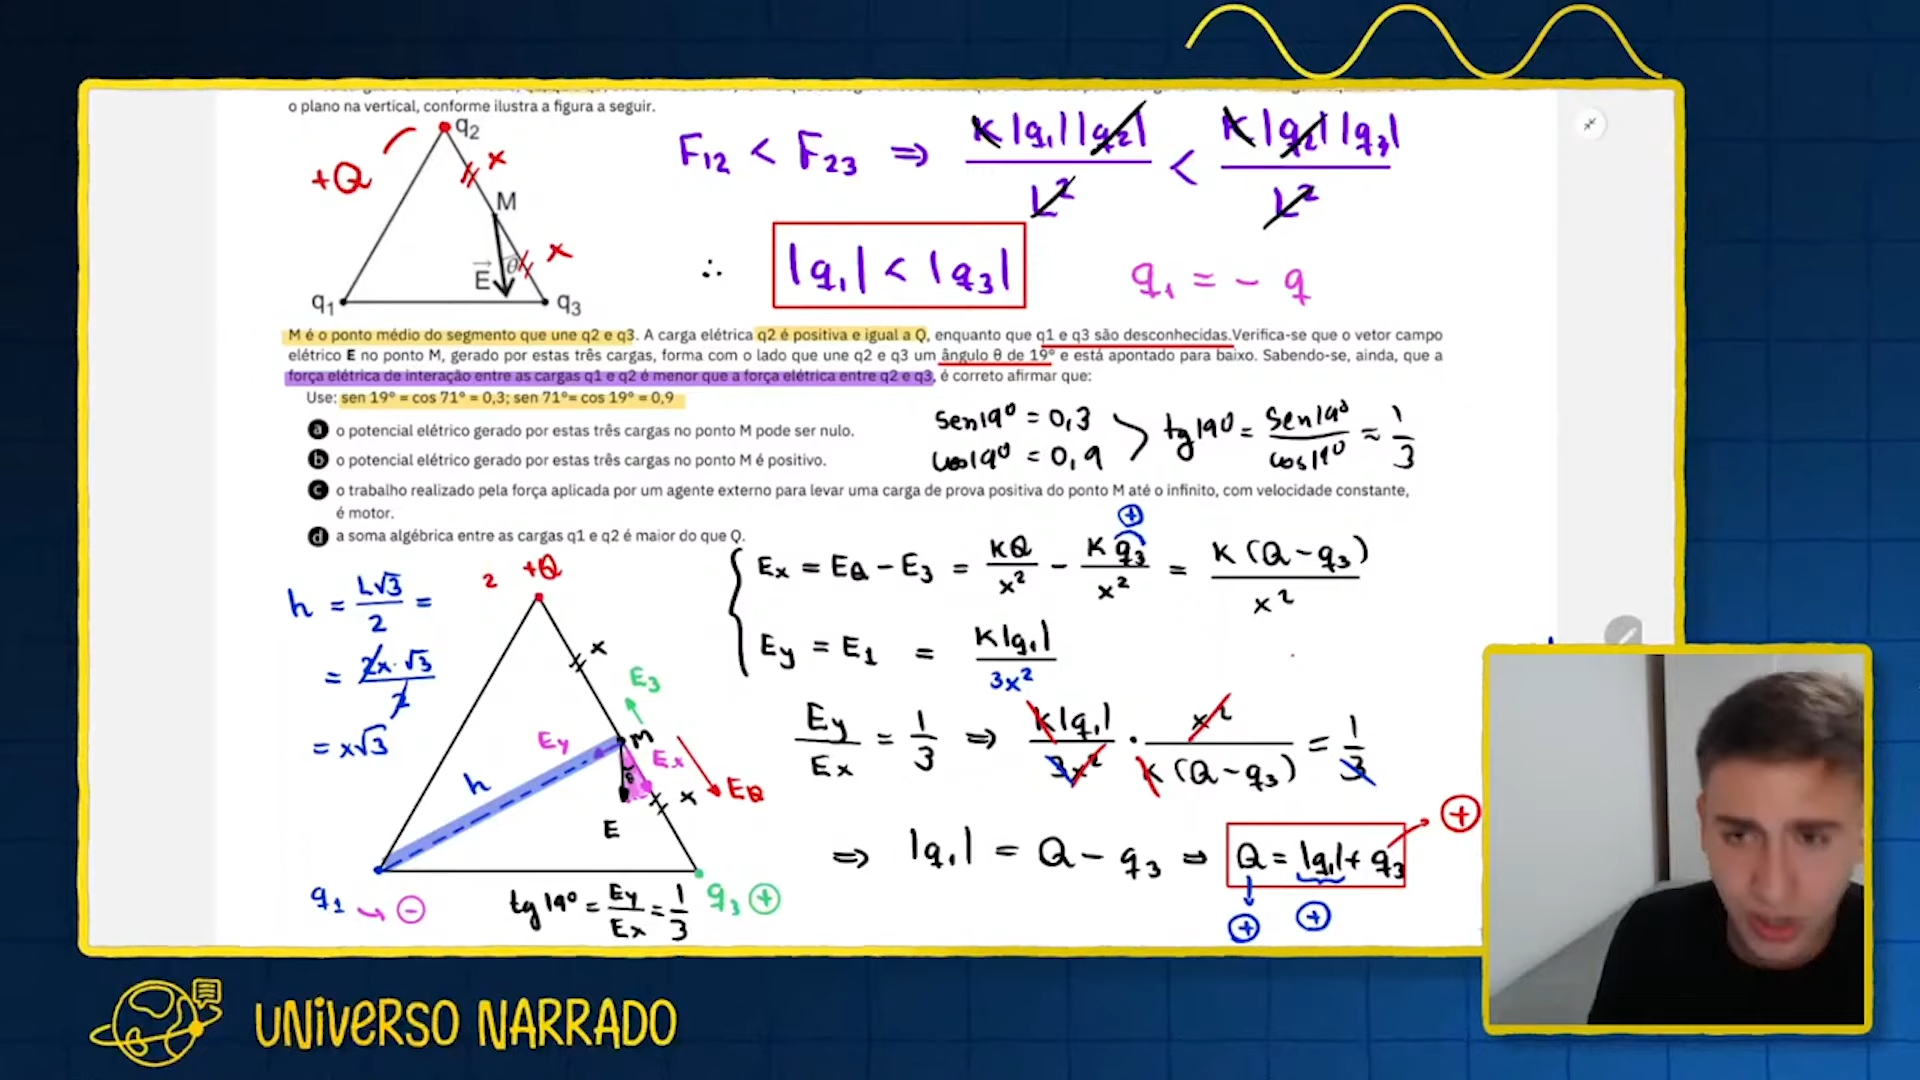 o plano na vertical, conforme ilustra a figura a seguir.
q2
+Q
x
M
x
E
θ
q1
q3
F12 < F23 ⇒ K|q1||q2| / L² < K|q2||q3| / L²
∴ |q1| < |q3|
q1 = - q
M é o ponto médio do segmento que une q2 e q3. A carga elétrica q2 é positiva e igual a Q, enquanto que q1 e q3 são desconhecidas.Verifica-se que o vetor campo
elétrico E no ponto M, gerado por estas três cargas, forma com o lado que une q2 e q3 um ângulo θ de 19° e está apontado para baixo. Sabendo-se, ainda, que a
força elétrica de interação entre as cargas q1 e q2 é menor que a força elétrica entre q2 e q3, é correto afirmar que:
Use: sen 19° = cos 71° = 0,3; sen 71°= cos 19° = 0,9
a o potencial elétrico gerado por estas três cargas no ponto M pode ser nulo.
b o potencial elétrico gerado por estas três cargas no ponto M é positivo.
c o trabalho realizado pela força aplicada por um agente externo para levar uma carga de prova positiva do ponto M até o infinito, com velocidade constante,
é motor.
d a soma algébrica entre as cargas q1 e q2 é maior do que Q.
sen19° = 0,3
cos19° = 0,9
tg19° = sen19° / cos19° ≈ 1/3
h = L√3 / 2 =
= 2x·√3 / 2
= x√3
2
+Q
x
E3
M
Ey
Ex
θ
x
EQ
E
h
q1 → ⊖
q3 ⊕
tg19° = Ey / Ex = 1/3
⊕
Ex = EQ - E3 = KQ / x² - K q3 / x² = K (Q - q3) / x²
Ey = E1 = K|q1| / 3x²
Ey / Ex = 1/3 ⇒ K|q1| / 3x² · x² / K (Q - q3) = 1/3
⇒ |q1| = Q - q3 ⇒ Q = |q1| + q3 → ⊕
⊕ ⊕
UNIVERSO NARRADO